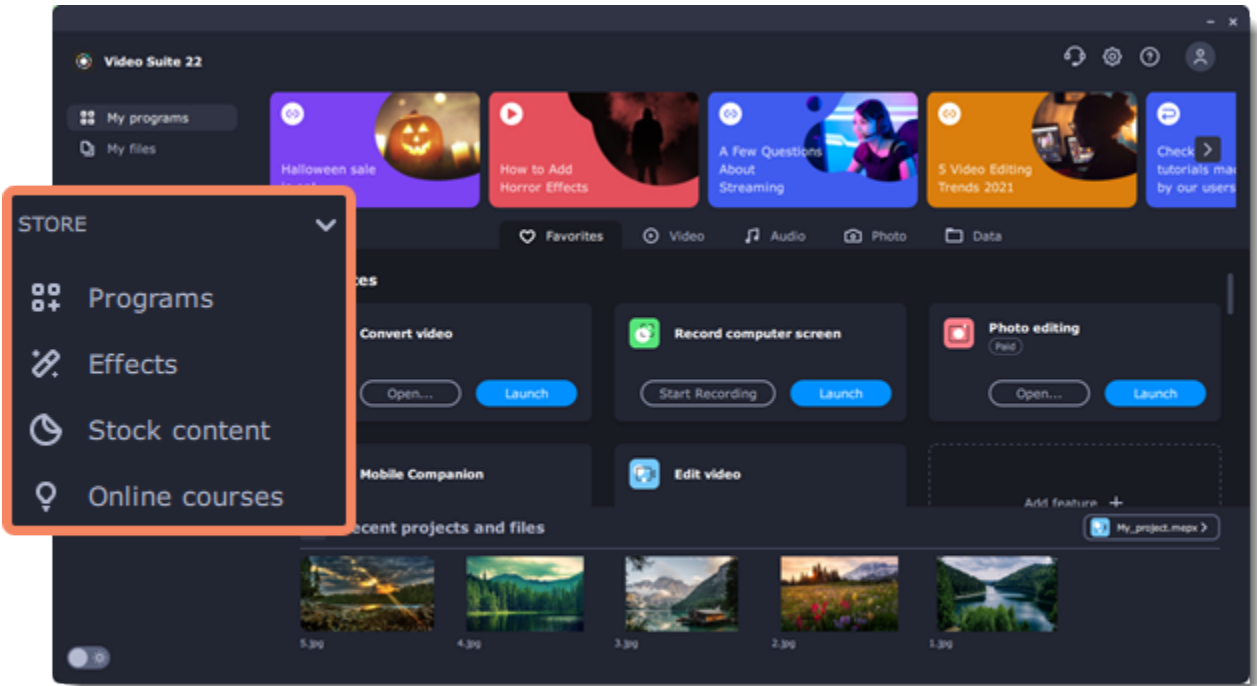 Video Suite 22
My programs
My files
Halloween sale
How to Add
Horror Effects
A Few Questions
About
Streaming
5 Video Editing
Trends 2021
Check
tutorials
by our users
STORE
Programs
Effects
Stock content
Online courses
Favorites
Video
Audio
Photo
Data
Convert video
Open...
Launch
Record computer screen
Start Recording
Launch
Photo editing
Paid
Open...
Launch
Mobile Companion
Edit video
Add feature
ecent projects and files
My_project.mepx
5.jpg
4.jpg
3.jpg
2.jpg
1.jpg